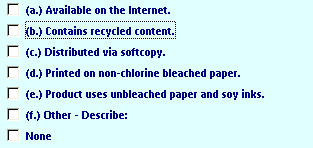 (a.) Available on the Internet.
(b.) Contains recycled content.
(c.) Distributed via softcopy.
(d.) Printed on non-chlorine bleached paper.
(e.) Product uses unbleached paper and soy inks.
(f.) Other - Describe:
None